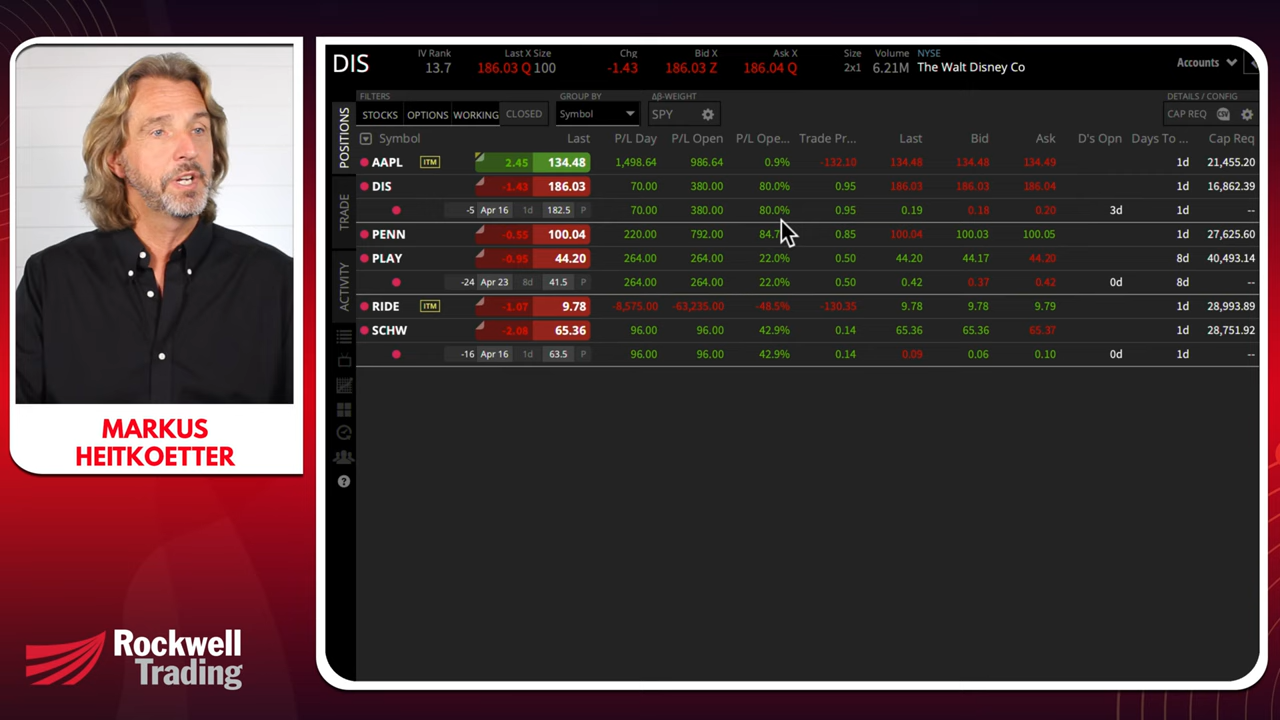 DIS
IV Rank Last X Size Chg Bid X Ask X Size Volume NYSE
13.7 186.03 Q 100 -1.43 186.03 Z 186.04 Q 2x1 6.21M The Walt Disney Co
Accounts
FILTERS GROUP BY Δβ-WEIGHT DETAILS / CONFIG
STOCKS OPTIONS WORKING CLOSED Symbol SPY CAP REQ
POSITIONS
TRADE
ACTIVITY
Symbol Last P/L Day P/L Open P/L Ope... Trade Pr... Last Bid Ask D's Opn Days To ... Cap Req
AAPL ITM 2.45 134.48 1,498.64 986.64 0.9% -132.10 134.48 134.48 134.49 1d 21,455.20
DIS -1.43 186.03 70.00 380.00 80.0% 0.95 186.03 186.03 186.04 1d 16,862.39
-5 Apr 16 1d 182.5 P 70.00 380.00 80.0% 0.95 0.19 0.18 0.20 3d 1d --
PENN -0.55 100.04 220.00 792.00 84. 0.85 100.04 100.03 100.05 1d 27,625.60
PLAY -0.95 44.20 264.00 264.00 22.0% 0.50 44.20 44.17 44.20 8d 40,493.14
-24 Apr 23 8d 41.5 P 264.00 264.00 22.0% 0.50 0.42 0.37 0.42 0d 8d --
RIDE ITM -1.07 9.78 -8,575.00 -63,235.00 -48.5% -130.35 9.78 9.78 9.79 1d 28,993.89
SCHW -2.08 65.36 96.00 96.00 42.9% 0.14 65.36 65.36 65.37 1d 28,751.92
-16 Apr 16 1d 63.5 P 96.00 96.00 42.9% 0.14 0.09 0.06 0.10 0d 1d --
?
MARKUS
HEITKOETTER
Rockwell
Trading